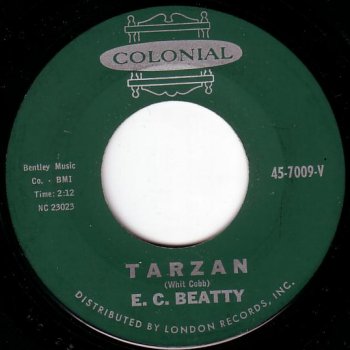 COLONIAL
Bentley Music
Co. - BMI
Time: 2:12
NC 23023
45-7009-V
TARZAN
(Whit Cobb)
E. C. BEATTY
DISTRIBUTED BY LONDON RECORDS, INC.